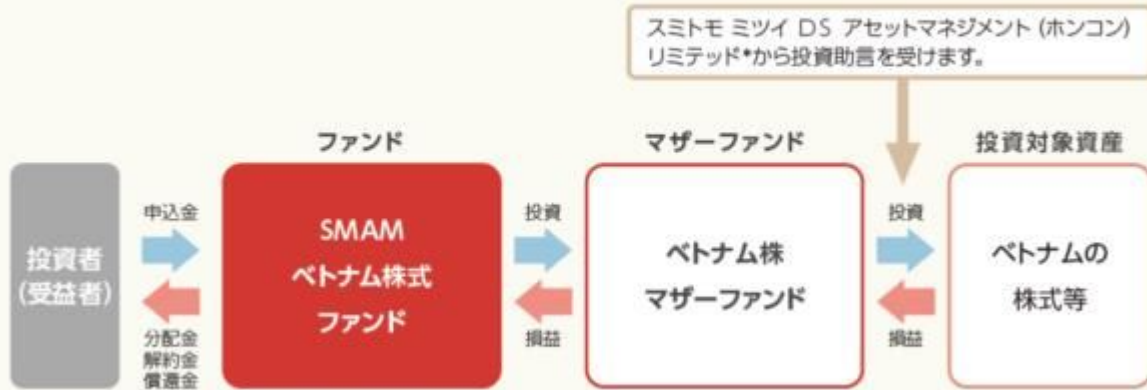 スミトモ ミツイ DS アセットマネジメント (ホンコン)
リミテッド*から投資助言を受けます。
ファンド
マザーファンド
投資対象資産
投資者
(受益者)
申込金
分配金
解約金
償還金
SMAM
ベトナム株式
ファンド
投資
損益
ベトナム株
マザーファンド
投資
損益
ベトナムの
株式等